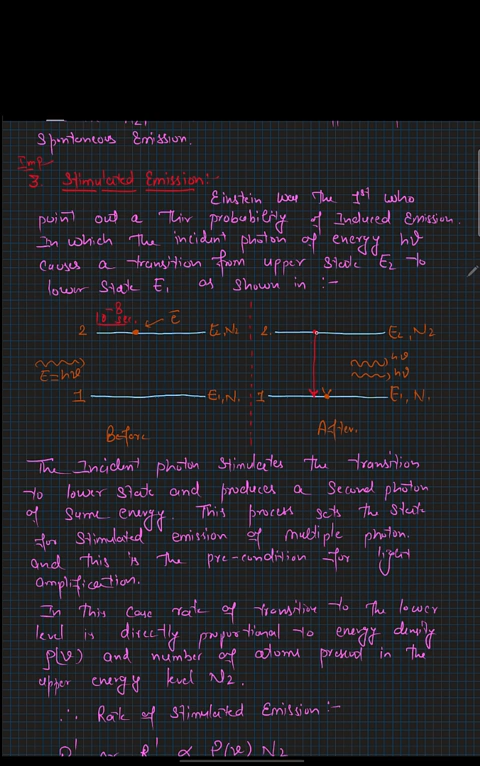 Spontaneous Emission.
Imp
3. Stimulated Emission:-
Einstein was the 1st who
point out a Thir probability of Induced Emission.
In which The incident photon of energy hν
causes a transition from upper state E2 to
lower state E1 as shown in :-
10^-8 sec.
2 Ē E2, N2 2. E2, N2
E=hν hν
hν
1 E1, N1 1 E1, N1
Before After.
The Incident photon stimulates the transition
to lower state and produces a second photon
of same energy. This process sets the state
for stimulated emission of multiple photon.
and this is the pre-condition for light
amplification.
In this case rate of transition to the lower
level is directly proportional to energy density
ρ(ν) and number of atoms present in the
upper energy level N2.
∴ Rate of Stimulated Emission :-
R' ∝ ρ(ν) N2